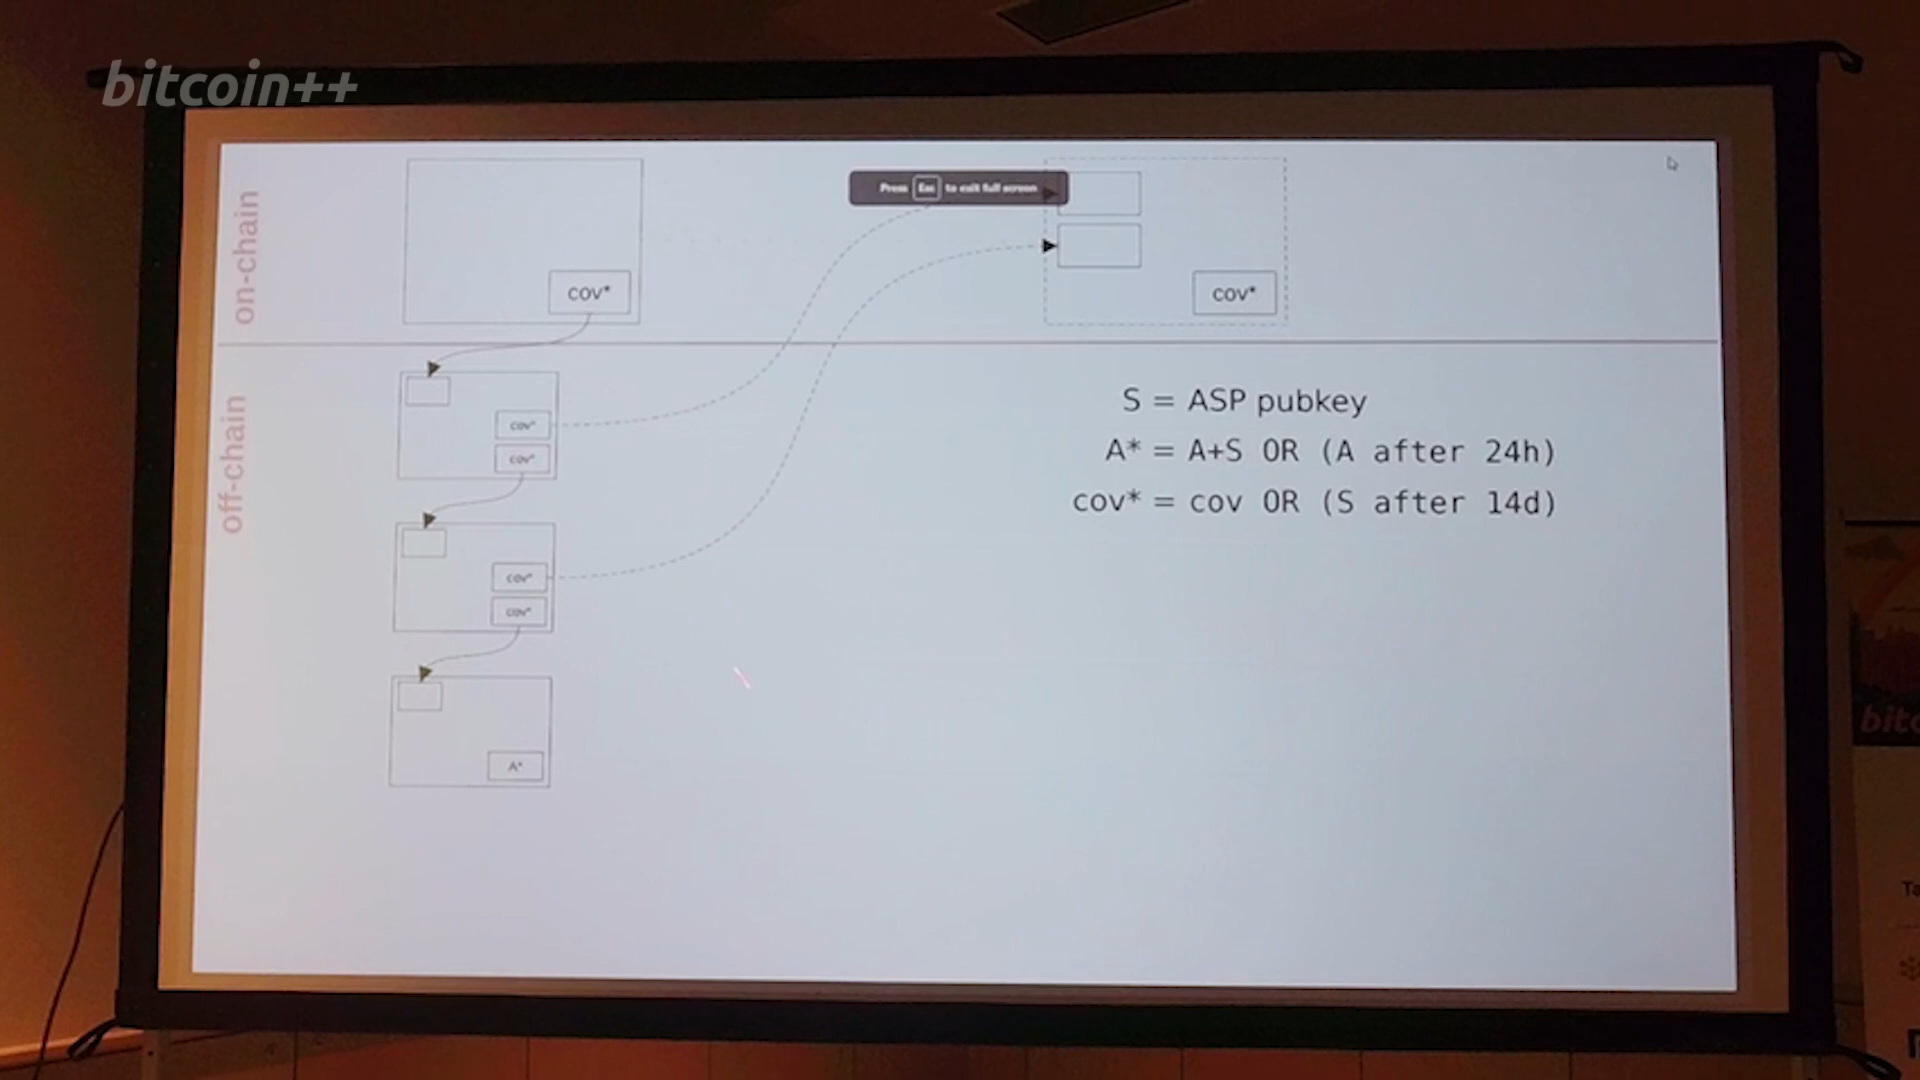 bitcoin++
on-chain
Press Esc to exit full screen
cov*
cov*
off-chain
cov*
cov*
cov*
cov*
A*
S = ASP pubkey
A* = A+S OR (A after 24h)
cov* = cov OR (S after 14d)